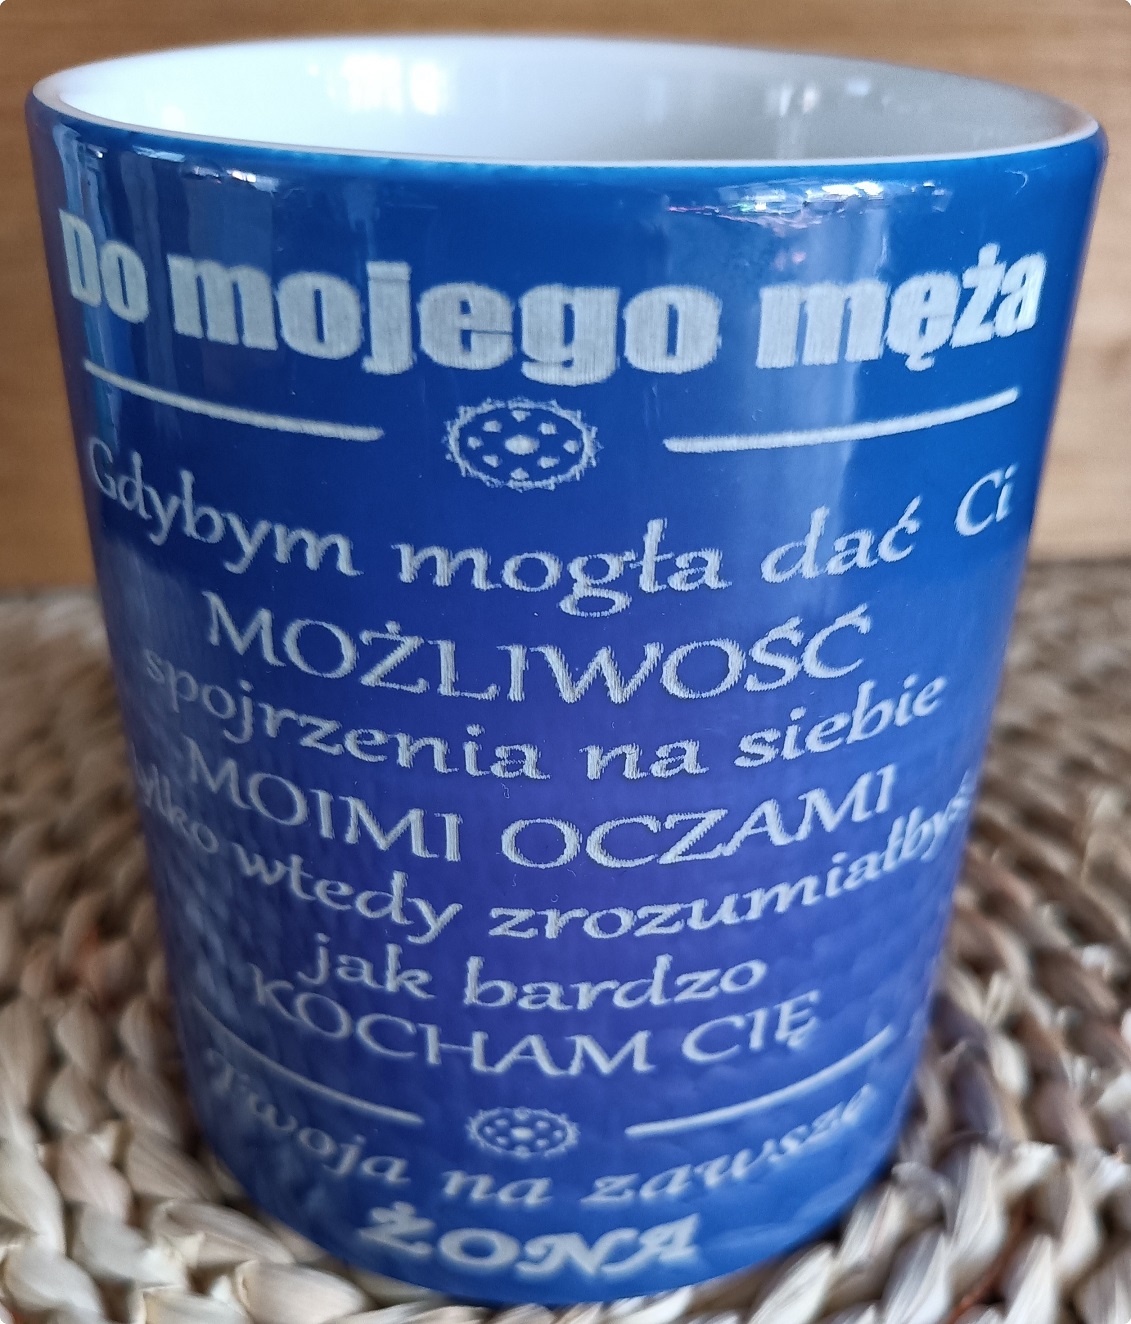 Do mojego męża
Gdybym mogła dać Ci
MOŻLIWOŚĆ
spojrzenia na siebie
MOIMI OCZAMI
tylko wtedy zrozumiałbyś
jak bardzo
KOCHAM CIĘ
Twoja na zawsze
ŻONA